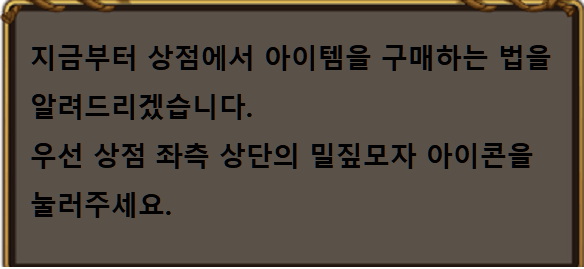 지금부터 상점에서 아이템을 구매하는 법을
알려드리겠습니다.
우선 상점 좌측 상단의 밀짚모자 아이콘을
눌러주세요.